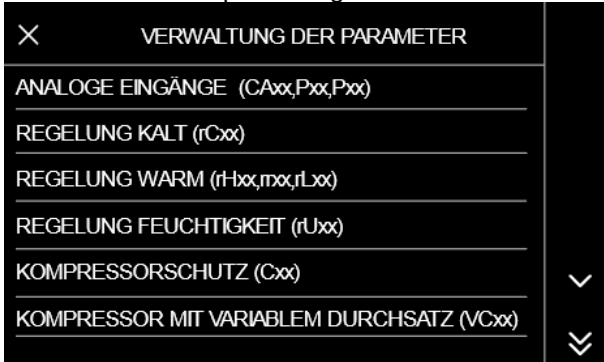 VERWALTUNG DER PARAMETER
ANALOGE EINGÄNGE (CAxx,Pxx,Pxx)
REGELUNG KALT (rCxx)
REGELUNG WARM (rHxx,rrxx,rLxx)
REGELUNG FEUCHTIGKEIT (rUxx)
KOMPRESSORSCHUTZ (Cxx)
KOMPRESSOR MIT VARIABLEM DURCHSATZ (VCxx)